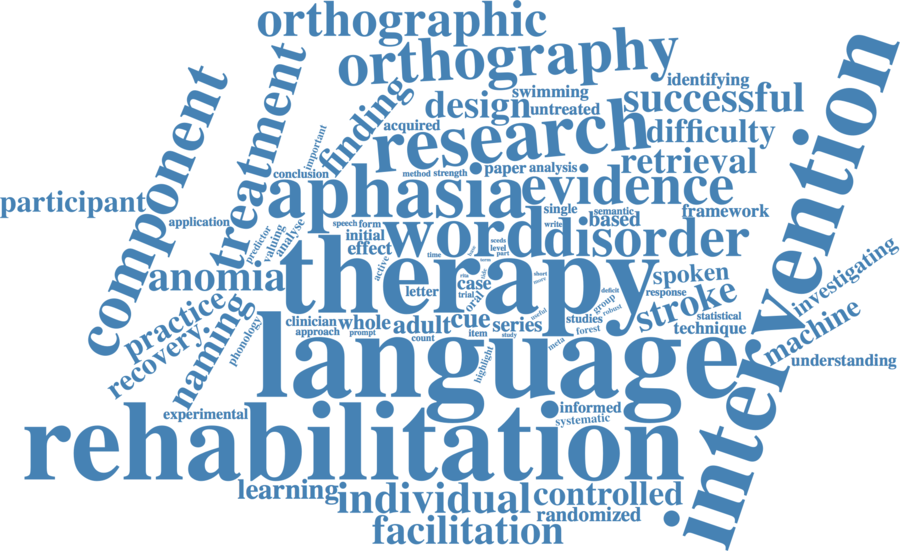 orthographic
orthography
identifying
swimming
design
untreated
successful
component
treatment
finding
important
acquired
research
difficulty
conclusion
method
strength
paper
analysis
retrieval
participant
application
aphasia
evidence
intervention
single
semantic
framework
predictor
valuing
analyse
speech
form
write
based
initial
effect
word
disorder
time
sceds
level
part
anomia
therapy
active
case
trial
oral
letter
short
more
spoken
response
deficit
group
robust
stroke
investigating
practice
recovery
naming
phonology
clinician
whole
adult
cue
series
useful
studies
forest
statistical
technique
machine
approach
prompt
count
item
study
meta
understanding
language
highlight
experimental
informed
systematic
rehabilitation
learning
individual
controlled
randomized
facilitation